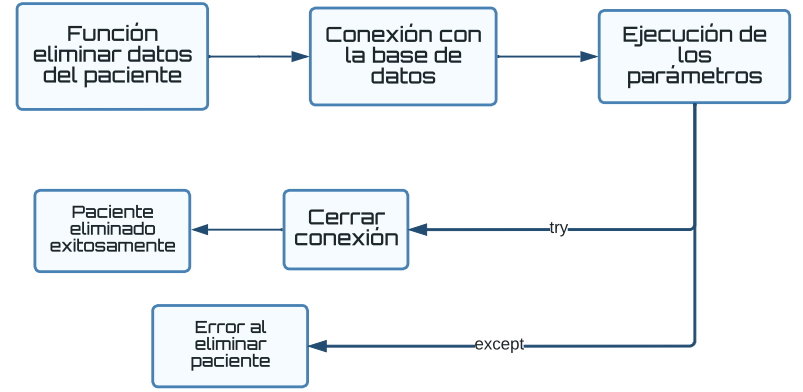 Función
eliminar datos
del paciente
Conexión con
la base de
datos
Ejecución de
los
parámetros
Paciente
eliminado
exitosamente
Cerrar
conexión
try
Error al
eliminar
paciente
except